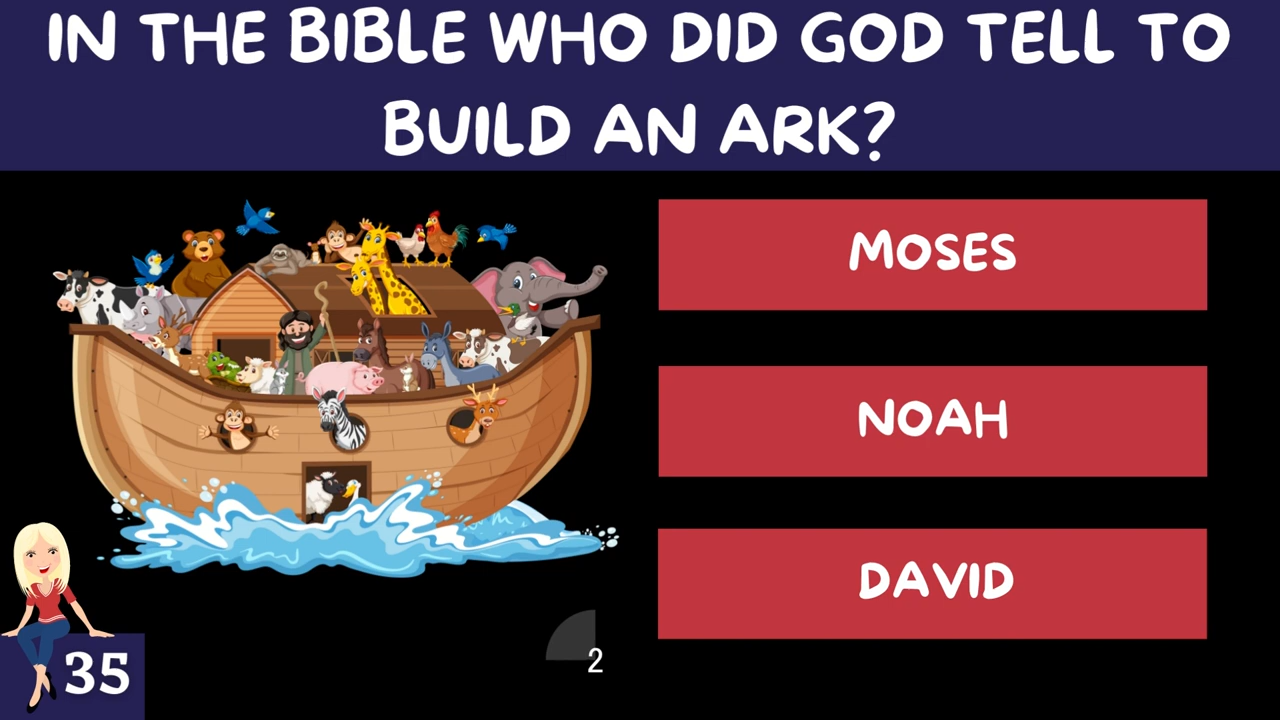 IN THE BIBLE WHO DID GOD TELL TO
BUILD AN ARK?
MOSES
NOAH
DAVID
2
35